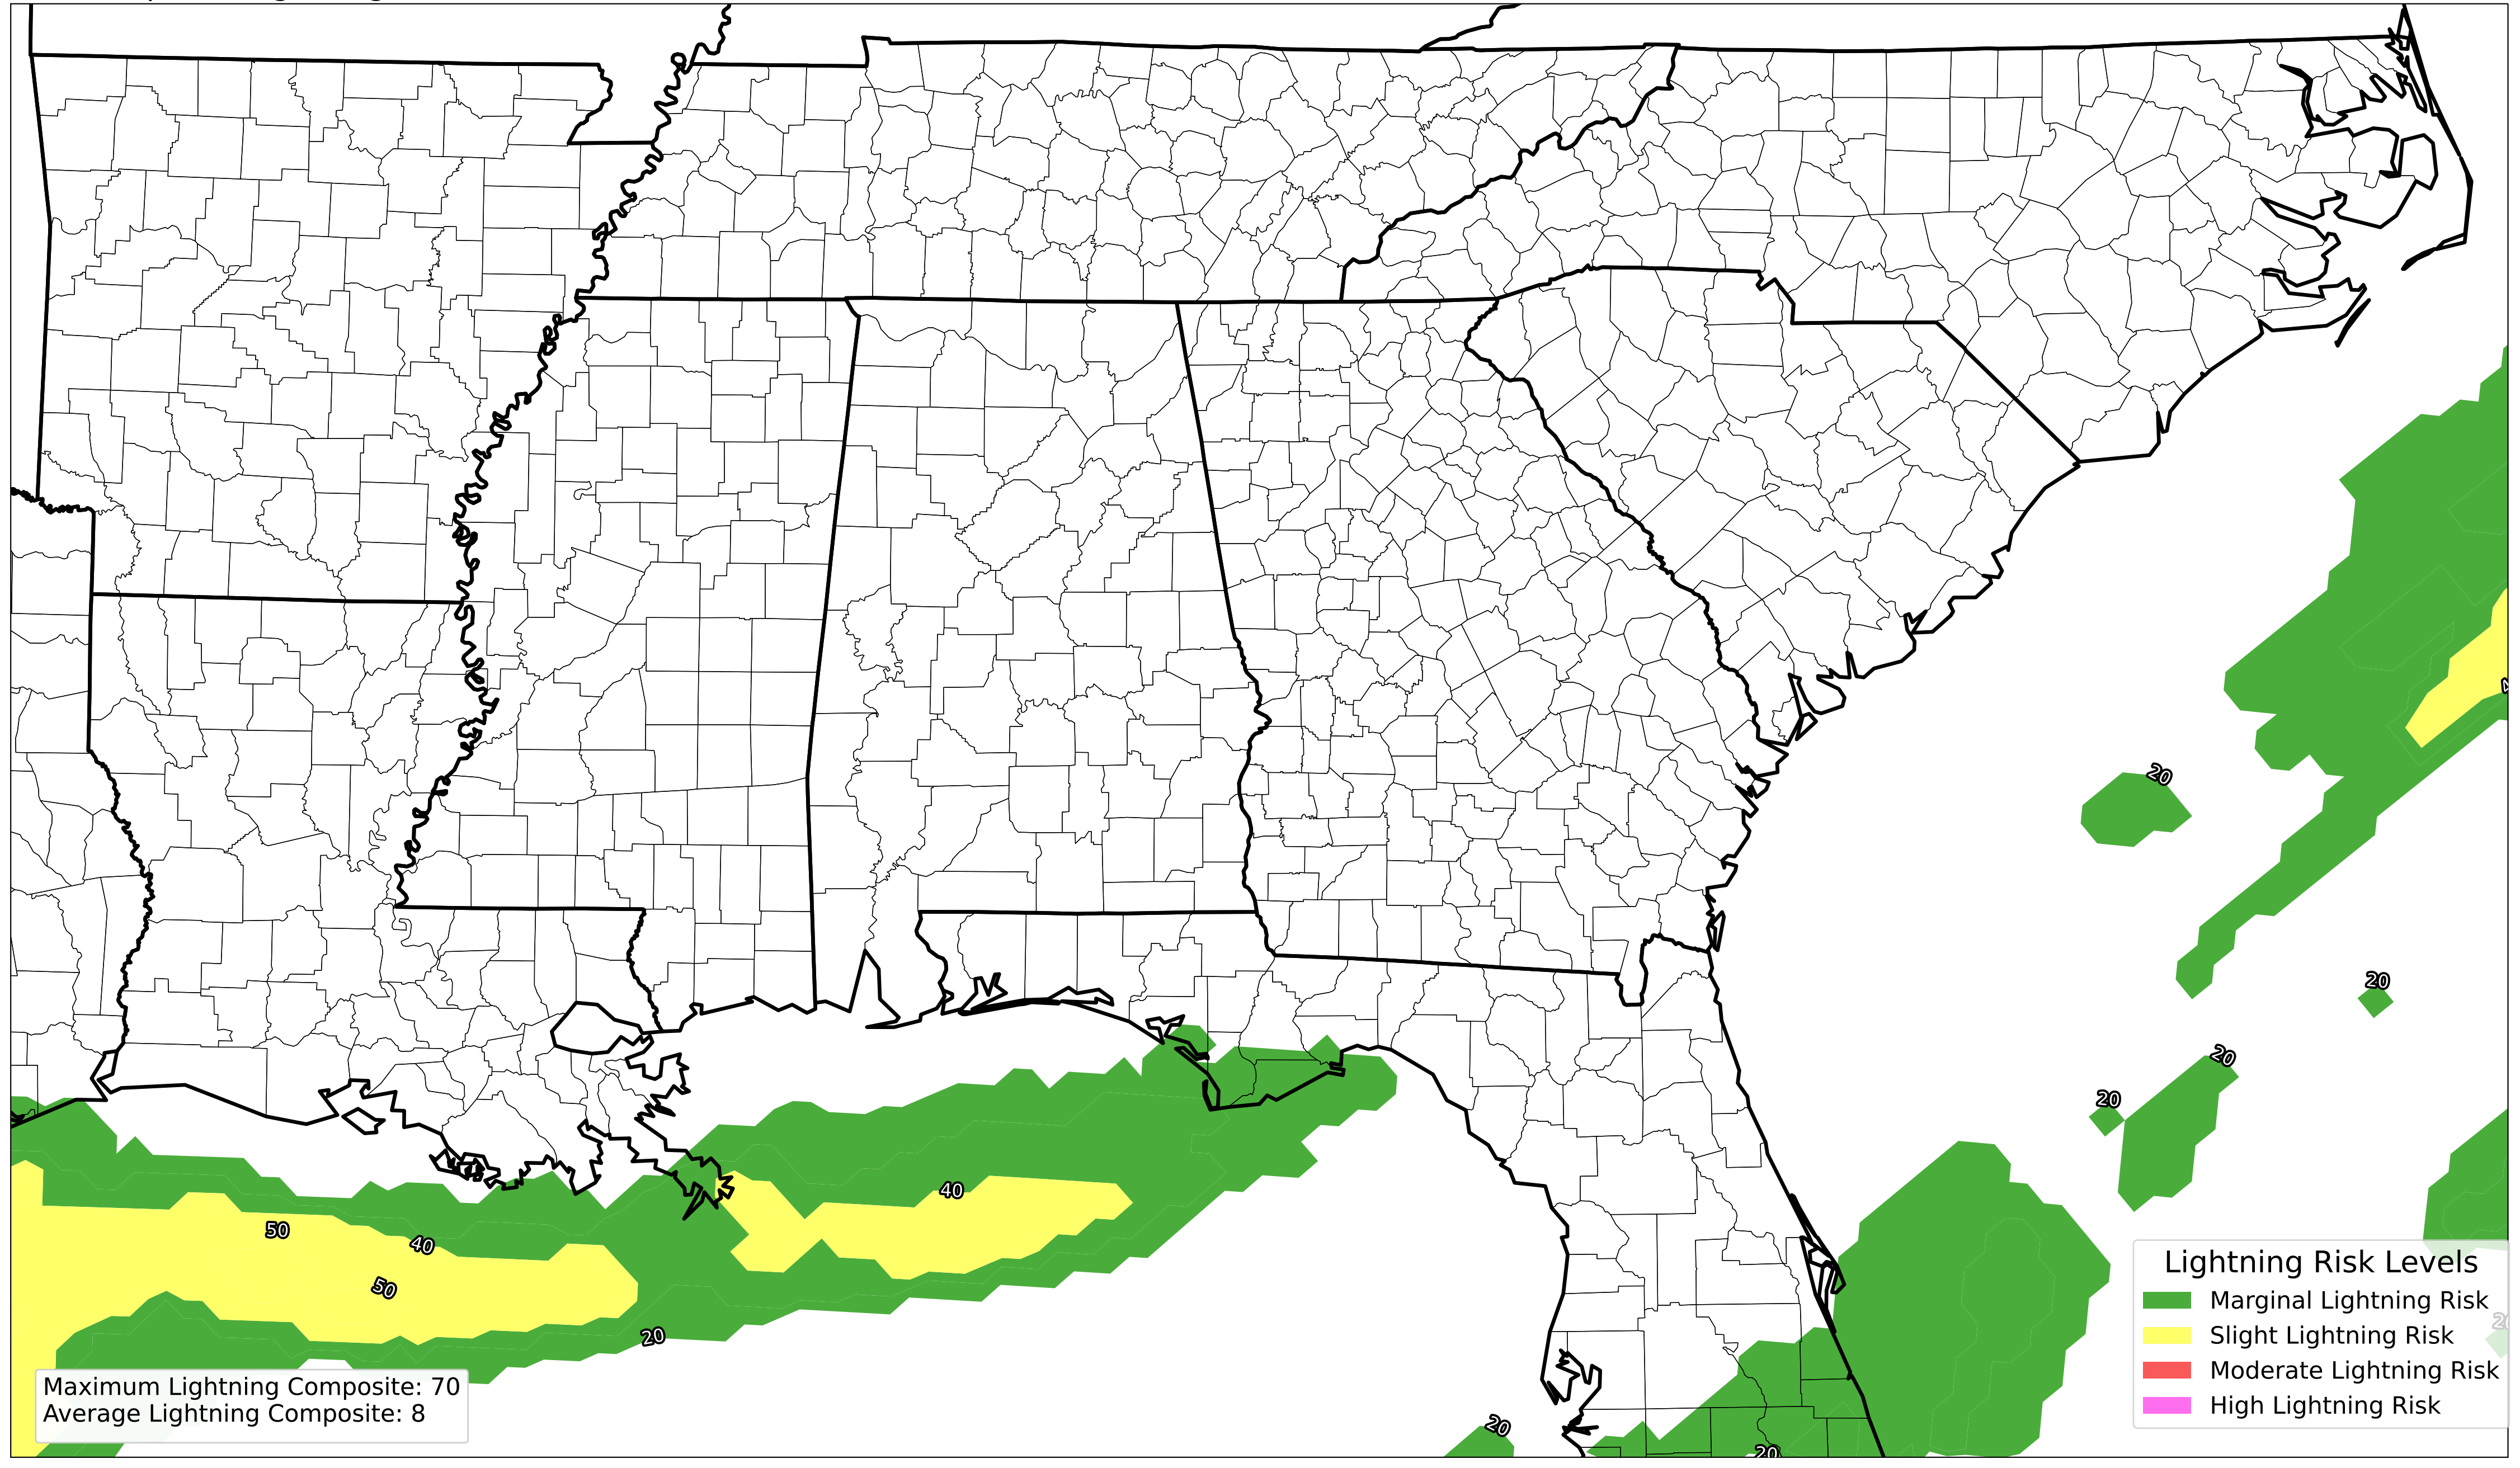 20
20
20
20
40
50
40
50
20
20
20
Lightning Risk Levels
Marginal Lightning Risk
Slight Lightning Risk
Moderate Lightning Risk
High Lightning Risk
Maximum Lightning Composite: 70
Average Lightning Composite: 8